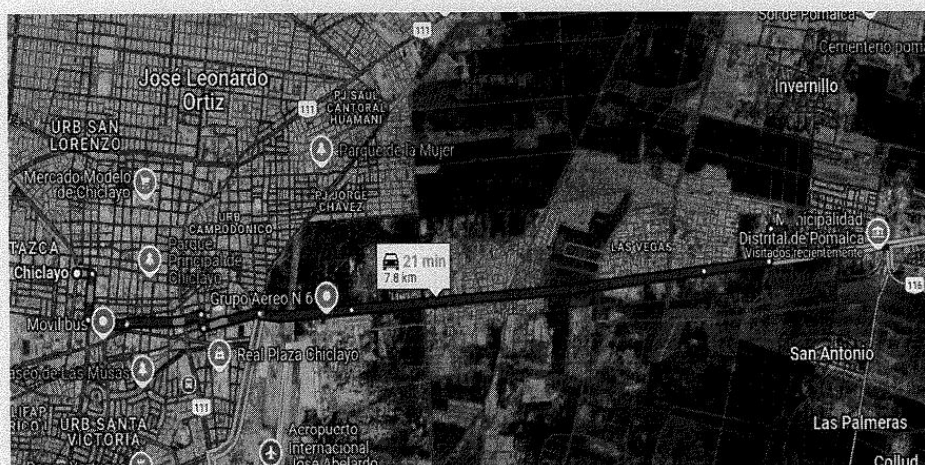 111
Sol de Pomalca
Cementerio poma
José Leonardo
Ortiz
PJ SAUL
CANTORAL
HUAMANI
Invernillo
111
URB SAN
LORENZO
Parque de la Mujer
Mercado Modelo
de Chiclayo
PJ JORGE
CHAVEZ
URB
CAMPODONICO
Municipalidad
Distrital de Pomalca
Visitados recientemente
LAS VEGAS
TAZCA
Parque
Principal de
Chiclayo
Chiclayo
21 min
7.8 km
116
Grupo Aereo N 6
Movil bus
Real Plaza Chiclayo
San Antonio
aseo de Las Musas
111
LIFAP
RICO I
URB SANTA
VICTORIA
Las Palmeras
Aeropuerto
Internacional
José Abelardo
Collud